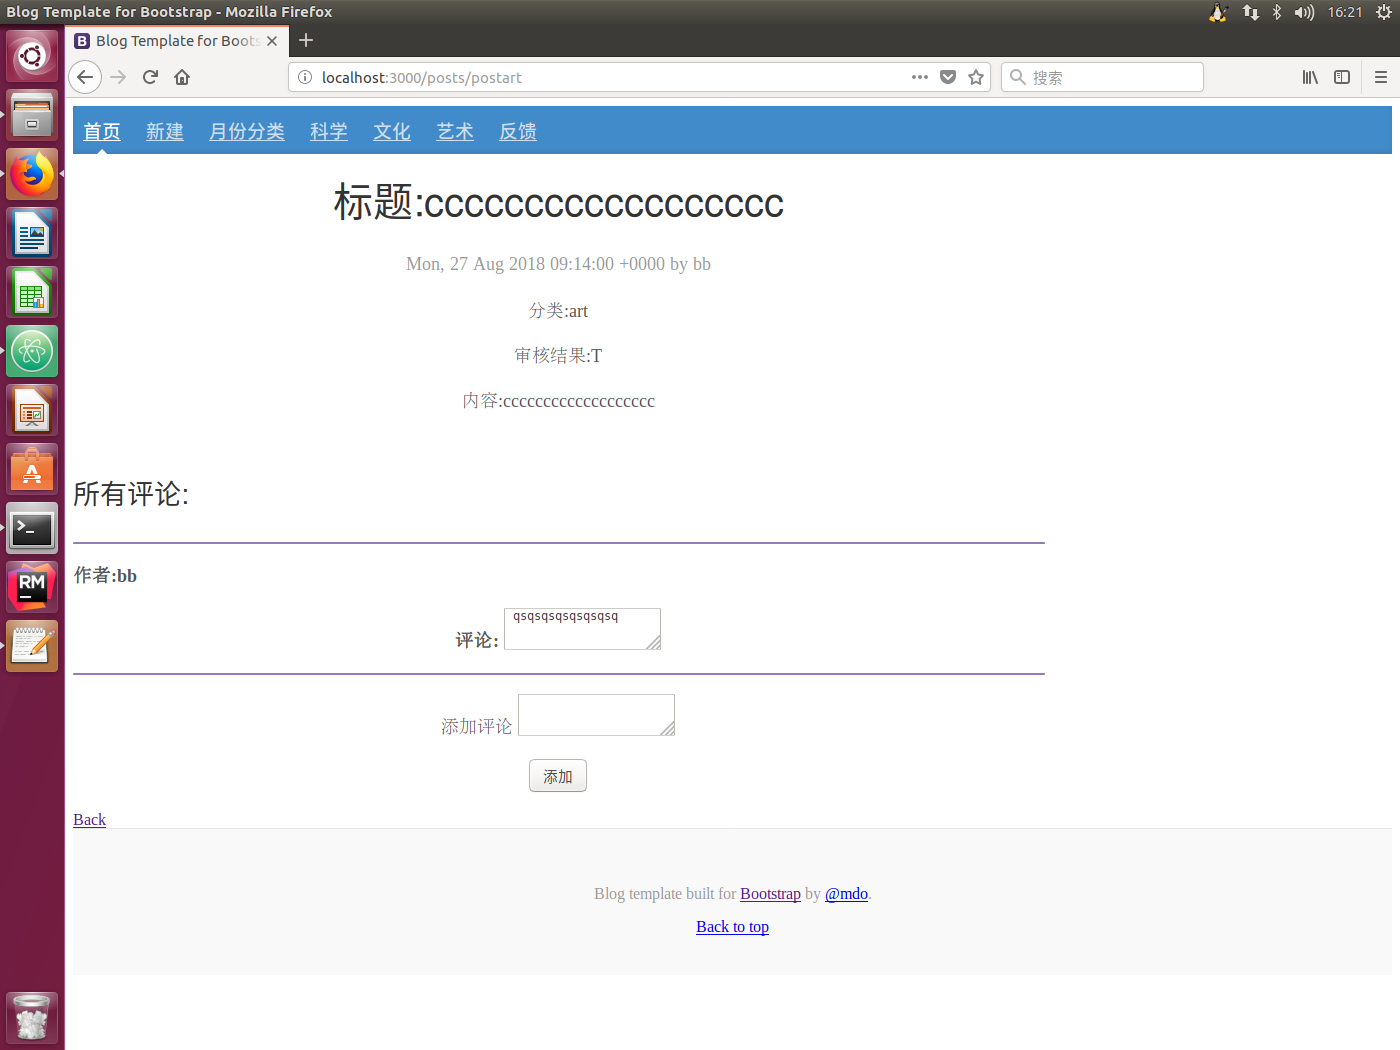 Blog Template for Bootstrap - Mozilla Firefox
16:21
Blog Template for Boots
localhost:3000/posts/postart
搜索
首页 新建 月份分类 科学 文化 艺术 反馈
标题:cccccccccccccccccc
Mon, 27 Aug 2018 09:14:00 +0000 by bb
分类:art
审核结果:T
内容:ccccccccccccccccccc
所有评论:
作者:bb
评论: qsqsqsqsqsqsqsq
添加评论
添加
Back
Blog template built for Bootstrap by @mdo.
Back to top
RM